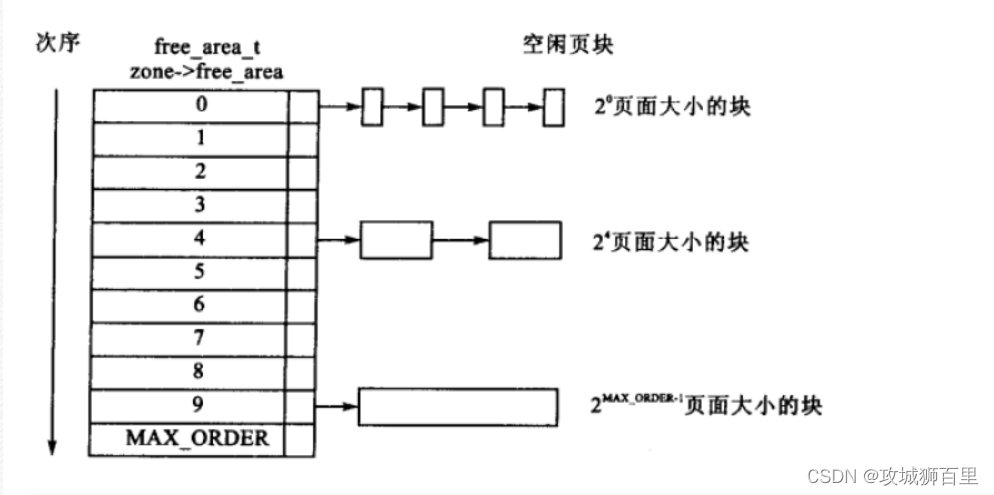 次序
free_area_t
zone->free_area
空闲页块
0
2⁰页面大小的块
1
2
3
4
2⁴页面大小的块
5
6
7
8
9
2^MAX_ORDER-1页面大小的块
MAX_ORDER
CSDN @攻城狮百里